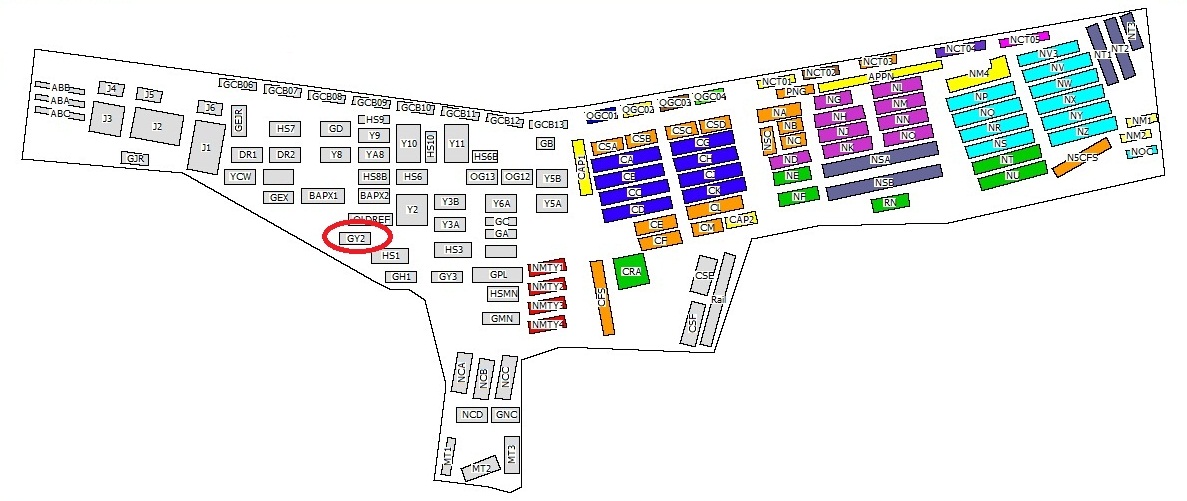 ABB
ABA
ABC
J4
J5
J3
J2
J6
J1
GJR
GEJR
GCB06
GCB07
GCB08
GCB09
GCB10
GCB11
GCB12
GCB13
HS7
GD
HS9
Y9
Y10
HS10
Y11
GB
DR1
DR2
Y8
YA8
HS6B
YCW
HS8B
HS6
OG13
OG12
Y5B
GEX
BAPX1
BAPX2
Y2
Y3B
Y6A
Y5A
OLDREF
Y3A
GC
GA
GY2
HS1
HS3
GH1
GY3
GPL
HSMN
GMN
NMTY1
NMTY2
NMTY3
NMTY4
CFS
CRA
CSE
CSF
Rail
NCA
NCB
NCC
NCD
GNC
MT1
MT2
MT3
CAP1
OGC01
OGC02
OGC03
OGC04
CSA
CSB
CSC
CSD
CA
CB
CC
CD
CE
CF
CG
CH
CJ
CK
CL
CM
CAP2
NCT01
NCT02
NCT03
NCT04
NCT05
PNG
APPN
NA
NB
NC
NSC
ND
NE
NF
NG
NH
NJ
NK
NL
NM
NN
NO
NSA
NSB
RN
NM4
NP
NQ
NR
NS
NT
NU
NV3
NV
NW
NX
NY
NZ
N5CFS
NT1
NT2
NT3
NM1
NM2
NOC